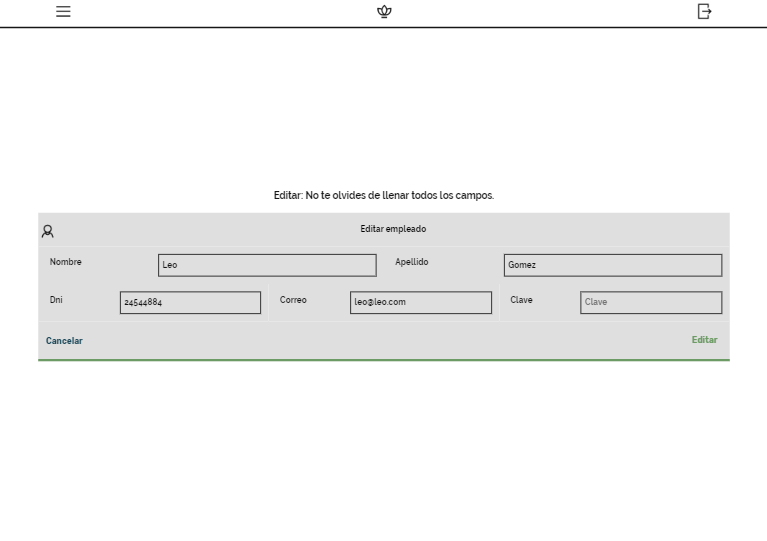 Editar: No te olvides de llenar todos los campos.
Editar empleado
Nombre Leo Apellido Gomez
Dni 24544884 Correo leo@leo.com Clave Clave
Cancelar Editar